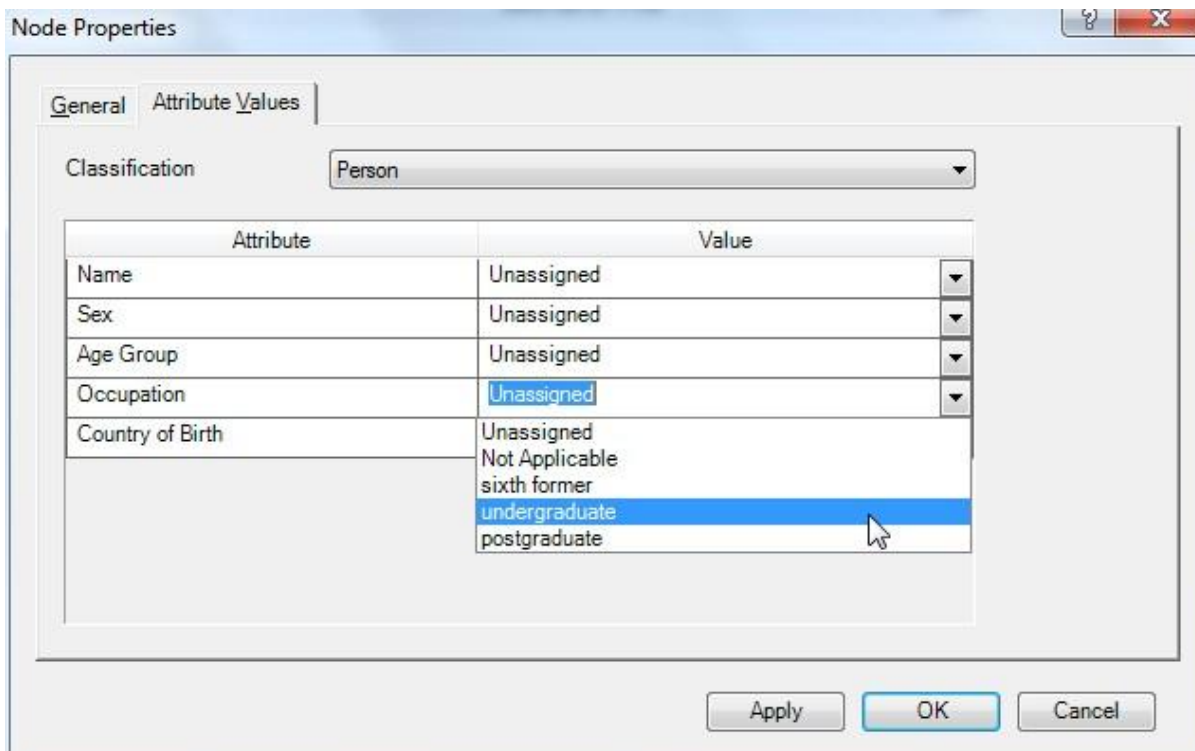 Node Properties
?
X
General Attribute Values
Classification Person
Attribute Value
Name Unassigned
Sex Unassigned
Age Group Unassigned
Occupation Unassigned
Country of Birth
Unassigned
Not Applicable
sixth former
undergraduate
postgraduate
Apply OK Cancel